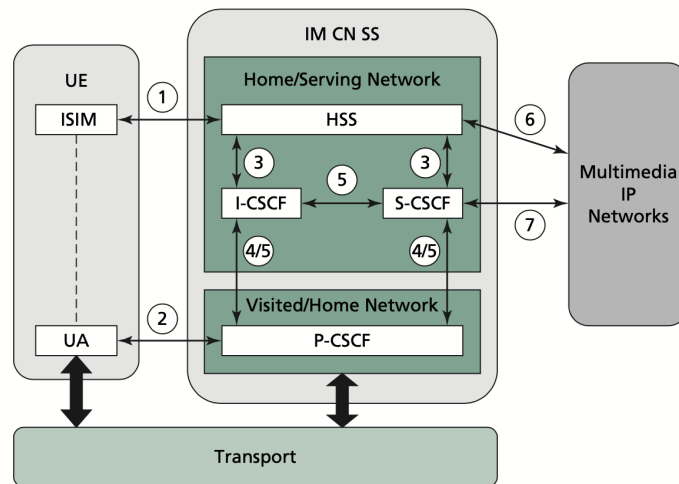 IM CN SS
UE
Home/Serving Network
1
ISIM
HSS
6
3
3
5
Multimedia
IP
Networks
I-CSCF
S-CSCF
7
4/5
4/5
Visited/Home Network
2
UA
P-CSCF
Transport